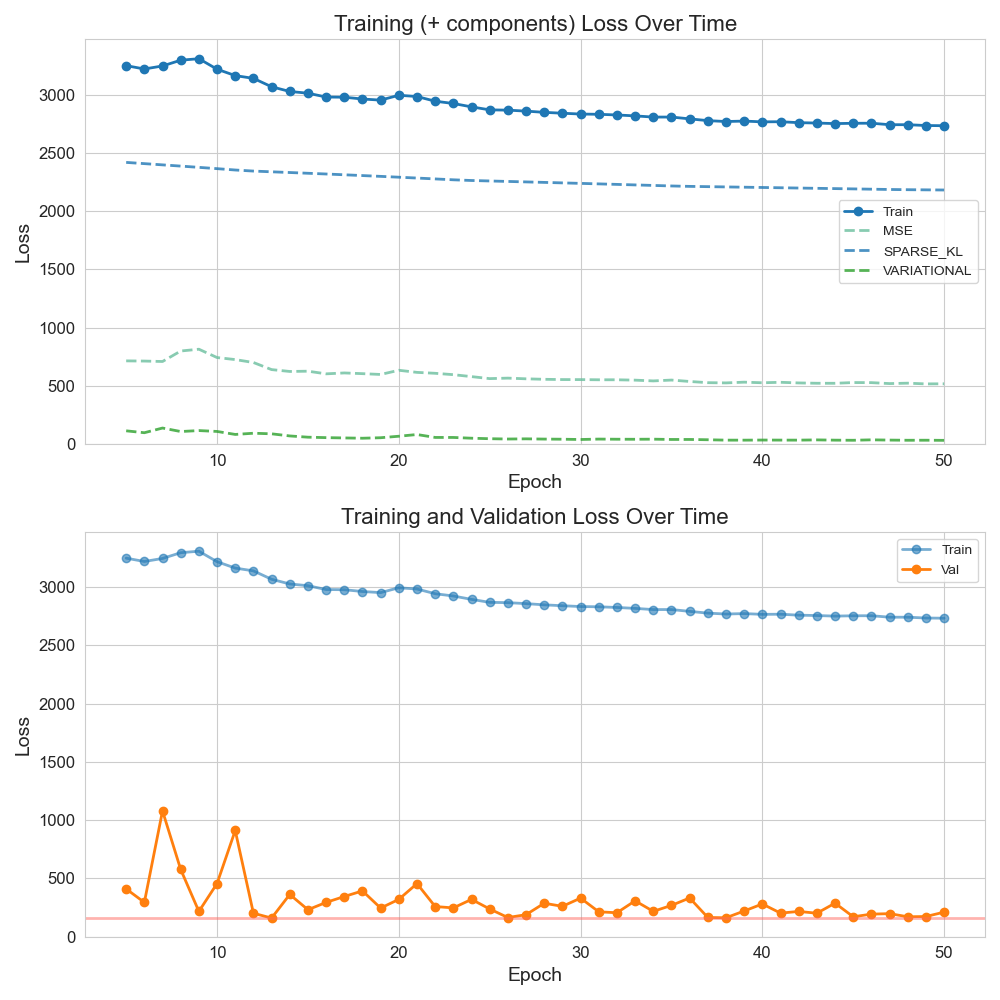 Training (+ components) Loss Over Time
Loss
3000
2500
2000
1500
1000
500
0
Train
MSE
SPARSE_KL
VARIATIONAL
10 20 30 40 50
Epoch
Training and Validation Loss Over Time
Loss
3000
2500
2000
1500
1000
500
0
Train
Val
10 20 30 40 50
Epoch